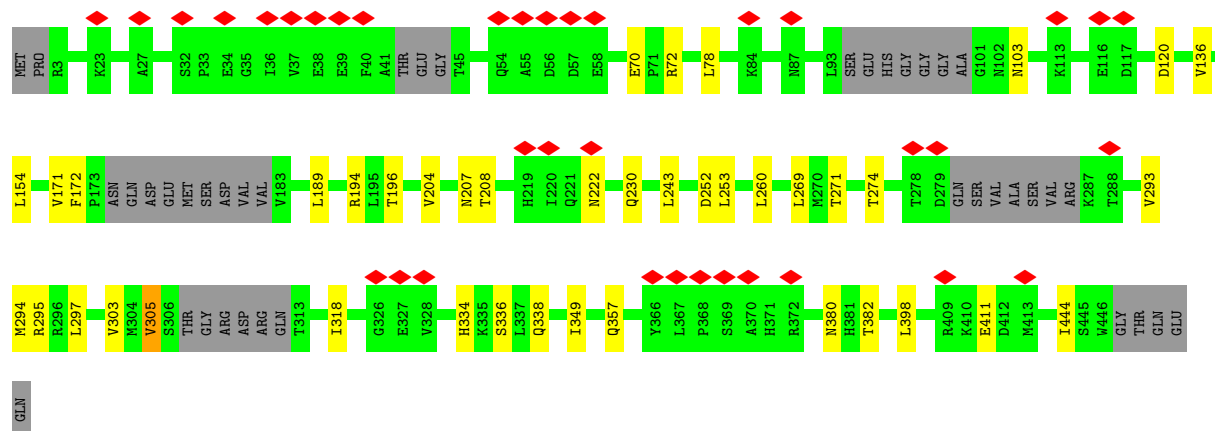 MET PRO R3 K23 A27 S32 P33 E34 G35 I36 V37 E38 E39 F40 A41 THR GLU GLY T45 Q54 A55 D56 D57 E58 E70 P71 R72 L78 K84 N87 L93 SER GLU HIS GLY GLY GLY ALA G101 N102 N103 K113 E116 D117 D120 V136
L154 V171 F172 P173 ASN GLN ASP GLU MET SER ASP VAL VAL V183 L189 R194 L195 T196 V204 N207 T208 H219 I220 Q221 N222 Q230 L243 D252 L253 L260 L269 M270 T271 T274 T278 D279 GLN SER VAL ALA SER VAL ARG K287 T288 V293
M294 R295 R296 L297 V303 M304 V305 S306 THR GLY ARG ASP ARG GLN T313 I318 G326 E327 V328 H334 K335 S336 L337 Q338 I349 Q357 Y366 L367 P368 S369 A370 H371 R372 N380 H381 T382 L398 R409 K410 E411 D412 M413 I444 S445 W446 GLY THR GLN GLU
GLN